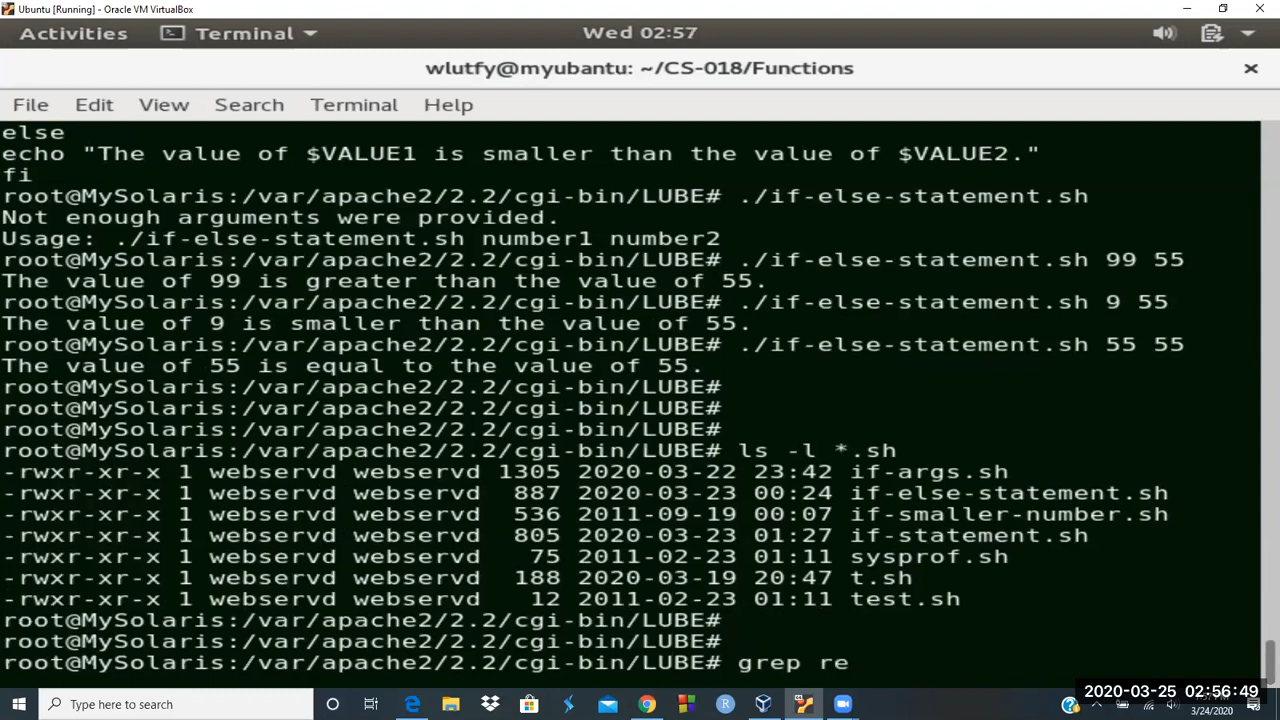 Ubuntu [Running] - Oracle VM VirtualBox
Activities Terminal Wed 02:57
wlutfy@myubantu: ~/CS-018/Functions
File Edit View Search Terminal Help
else
echo "The value of $VALUE1 is smaller than the value of $VALUE2."
fi
root@MySolaris:/var/apache2/2.2/cgi-bin/LUBE# ./if-else-statement.sh
Not enough arguments were provided.
Usage: ./if-else-statement.sh number1 number2
root@MySolaris:/var/apache2/2.2/cgi-bin/LUBE# ./if-else-statement.sh 99 55
The value of 99 is greater than the value of 55.
root@MySolaris:/var/apache2/2.2/cgi-bin/LUBE# ./if-else-statement.sh 9 55
The value of 9 is smaller than the value of 55.
root@MySolaris:/var/apache2/2.2/cgi-bin/LUBE# ./if-else-statement.sh 55 55
The value of 55 is equal to the value of 55.
root@MySolaris:/var/apache2/2.2/cgi-bin/LUBE#
root@MySolaris:/var/apache2/2.2/cgi-bin/LUBE#
root@MySolaris:/var/apache2/2.2/cgi-bin/LUBE#
root@MySolaris:/var/apache2/2.2/cgi-bin/LUBE# ls -l *.sh
-rwxr-xr-x 1 webservd webservd 1305 2020-03-22 23:42 if-args.sh
-rwxr-xr-x 1 webservd webservd 887 2020-03-23 00:24 if-else-statement.sh
-rwxr-xr-x 1 webservd webservd 536 2011-09-19 00:07 if-smaller-number.sh
-rwxr-xr-x 1 webservd webservd 805 2020-03-23 01:27 if-statement.sh
-rwxr-xr-x 1 webservd webservd 75 2011-02-23 01:11 sysprof.sh
-rwxr-xr-x 1 webservd webservd 188 2020-03-19 20:47 t.sh
-rwxr-xr-x 1 webservd webservd 12 2011-02-23 01:11 test.sh
root@MySolaris:/var/apache2/2.2/cgi-bin/LUBE#
root@MySolaris:/var/apache2/2.2/cgi-bin/LUBE#
root@MySolaris:/var/apache2/2.2/cgi-bin/LUBE# grep re
Type here to search
2020-03-25 02:56:49
3/24/2020